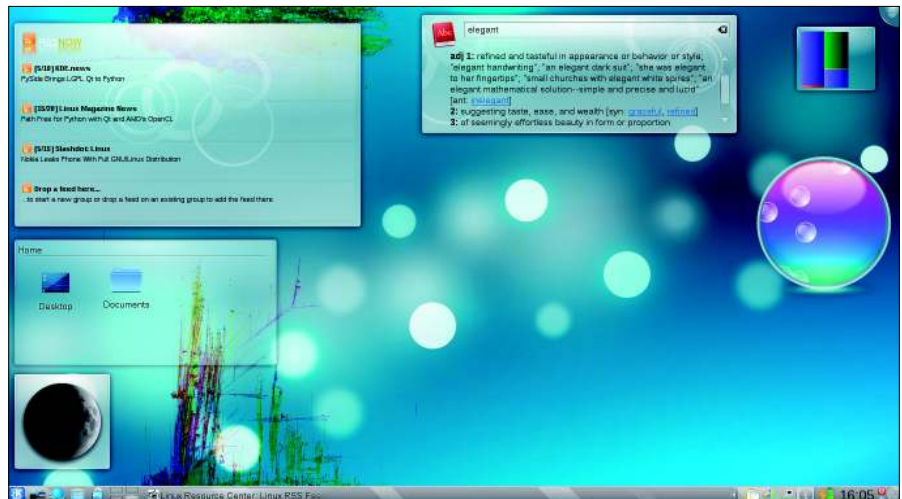 NOW
(5/18) KDE.news
PySide Brings LGPL Qt to Python
(15/20) Linux Magazine News
Path Free for Python with Qt and AMD's OpenCL
(5/15) Slashdot: Linux
Nokia Leaks Phone With Full GNU/Linux Distribution
Drop a feed here...
...to start a new group or drop a feed on an existing group to add the feed there
Home
Desktop
Documents
Abc
elegant
adj 1: refined and tasteful in appearance or behavior or style;
"elegant handwriting"; "an elegant dark suit"; "she was elegant
to her fingertips"; "small churches with elegant white spires"; "an
elegant mathematical solution--simple and precise and lucid"
[ant: inelegant]
2: suggesting taste, ease, and wealth [syn: graceful, refined]
3: of seemingly effortless beauty in form or proportion
Linux Resource Center: Linux RSS Fee
16:05